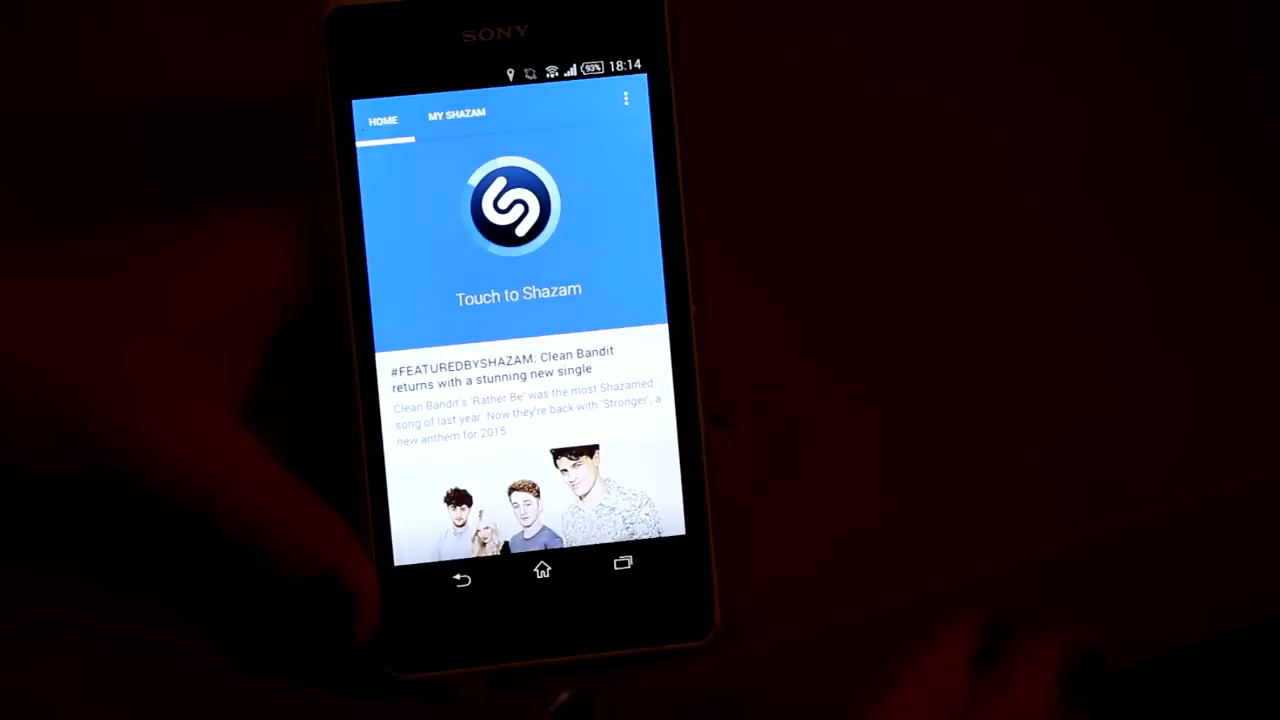 SONY
93% 18:14
HOME MY SHAZAM
Touch to Shazam
#FEATUREDBYSHAZAM: Clean Bandit
returns with a stunning new single
Clean Bandit's 'Rather Be' was the most Shazamed
song of last year. Now they're back with 'Stronger', a
new anthem for 2015